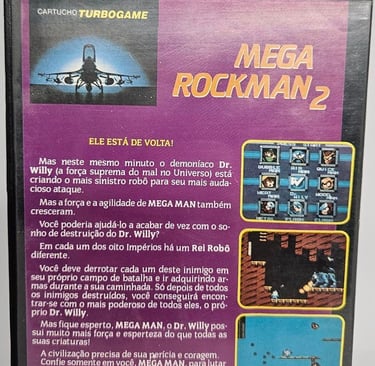 CARTUCHO TURBOGAME
MEGA
ROCKMAN 2
ELE ESTÁ DE VOLTA!
Mas neste mesmo minuto o demoníaco Dr.
Willy (a força suprema do mal no Universo) está
criando o mais sinistro robô para seu mais auda-
cioso ataque.
Mas a força e a agilidade de MEGA MAN também
cresceram.
Você poderia ajudá-lo a acabar de vez com o so-
nho de destruição do Dr. Willy?
Em cada um dos oito Impérios há um Rei Robô
diferente.
Você deve derrotar cada um deste inimigo em
seu próprio campo de batalha e ir adquirindo ar-
mas durante a sua caminhada. Só depois de todos
os inimigos destruídos, você conseguirá encon-
trar-se com o mais poderoso de todos eles, o pró-
prio Dr. Willy.
Mas fique esperto, MEGA MAN, o Dr. Willy pos-
sui muito mais força e esperteza do que todas as
suas criaturas!
A civilização precisa de sua perícia e coragem.
Confie somente em você, MEGA MAN, para lutar